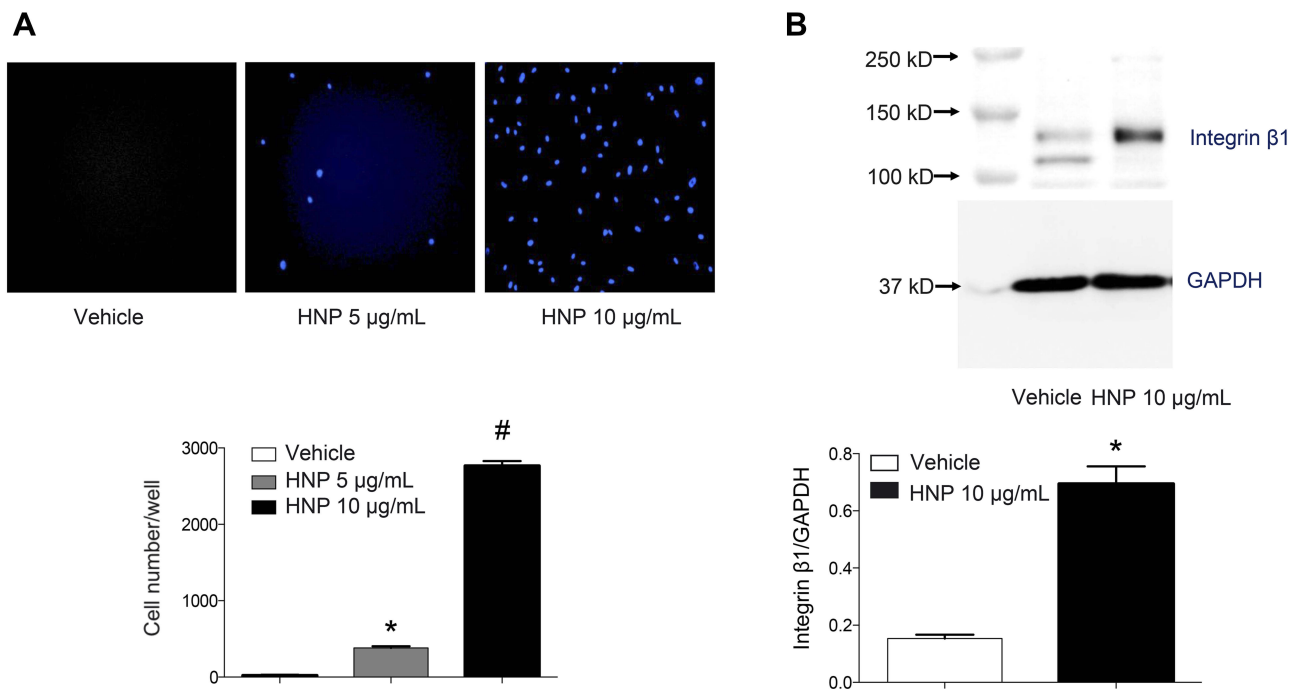 A
Vehicle
HNP 5 µg/mL
HNP 10 µg/mL
#
3000
2000
1000
0
Cell number/well
Vehicle
HNP 5 µg/mL
HNP 10 µg/mL
*
B
250 kD
150 kD
100 kD
37 kD
Integrin β1
GAPDH
Vehicle HNP 10 µg/mL
*
0.8
0.6
0.4
0.2
0.0
Integrin β1/GAPDH
Vehicle
HNP 10 µg/mL